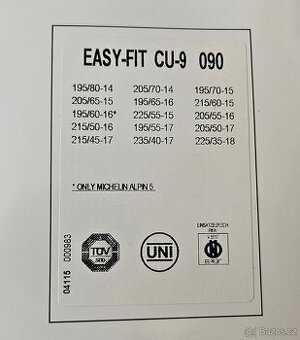 EASY-FIT CU-9 090
195/80-14 205/70-14 195/70-15
205/65-15 195/65-16 215/60-15
195/60-16* 225/55-15 205/55-16
215/50-16 195/55-17 205/50-17
215/45-17 235/40-17 225/35-18
* ONLY MICHELIN ALPIN 5
04115 000983
TÜV
UNI
bazos.cz